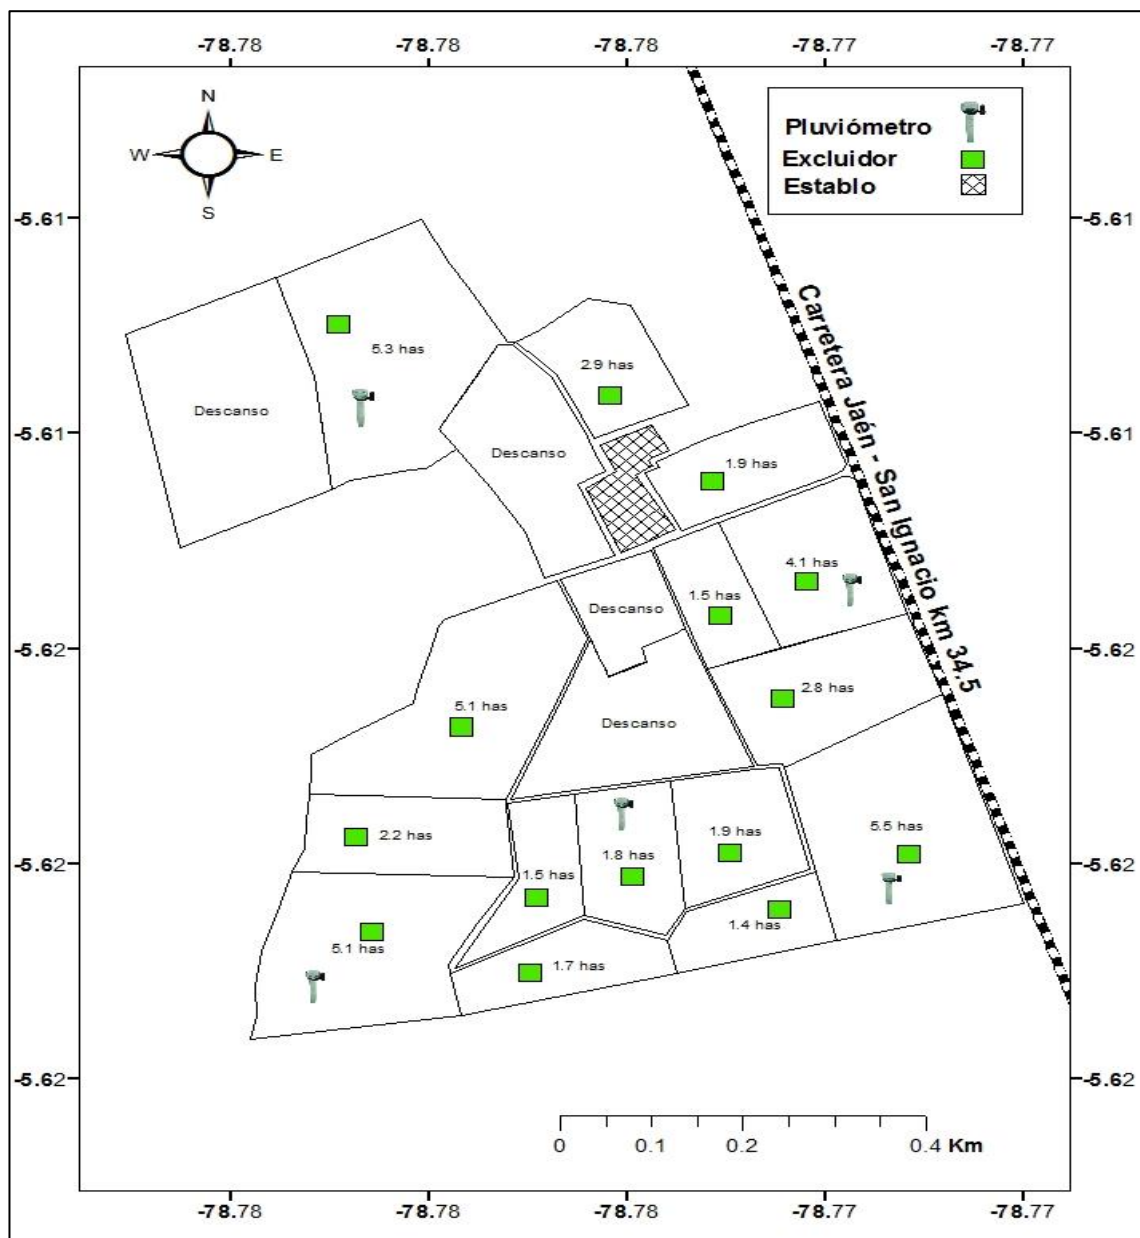 -78.78 -78.78 -78.78 -78.77 -78.77
N
W E
S
Pluviómetro
Excluidor
Establo
-5.61 -5.61
Carretera Jaén - San Ignacio km 34,5
5.3 has
2.9 has
Descanso
-5.61 -5.61
Descanso
1.9 has
4.1 has
1.5 has
Descanso
-5.62 -5.62
2.8 has
5.1 has
Descanso
2.2 has
1.9 has
5.5 has
-5.62 -5.62
1.5 has
1.8 has
1.4 has
5.1 has
1.7 has
-5.62 -5.62
0 0.1 0.2 0.4 Km
-78.78 -78.78 -78.78 -78.77 -78.77